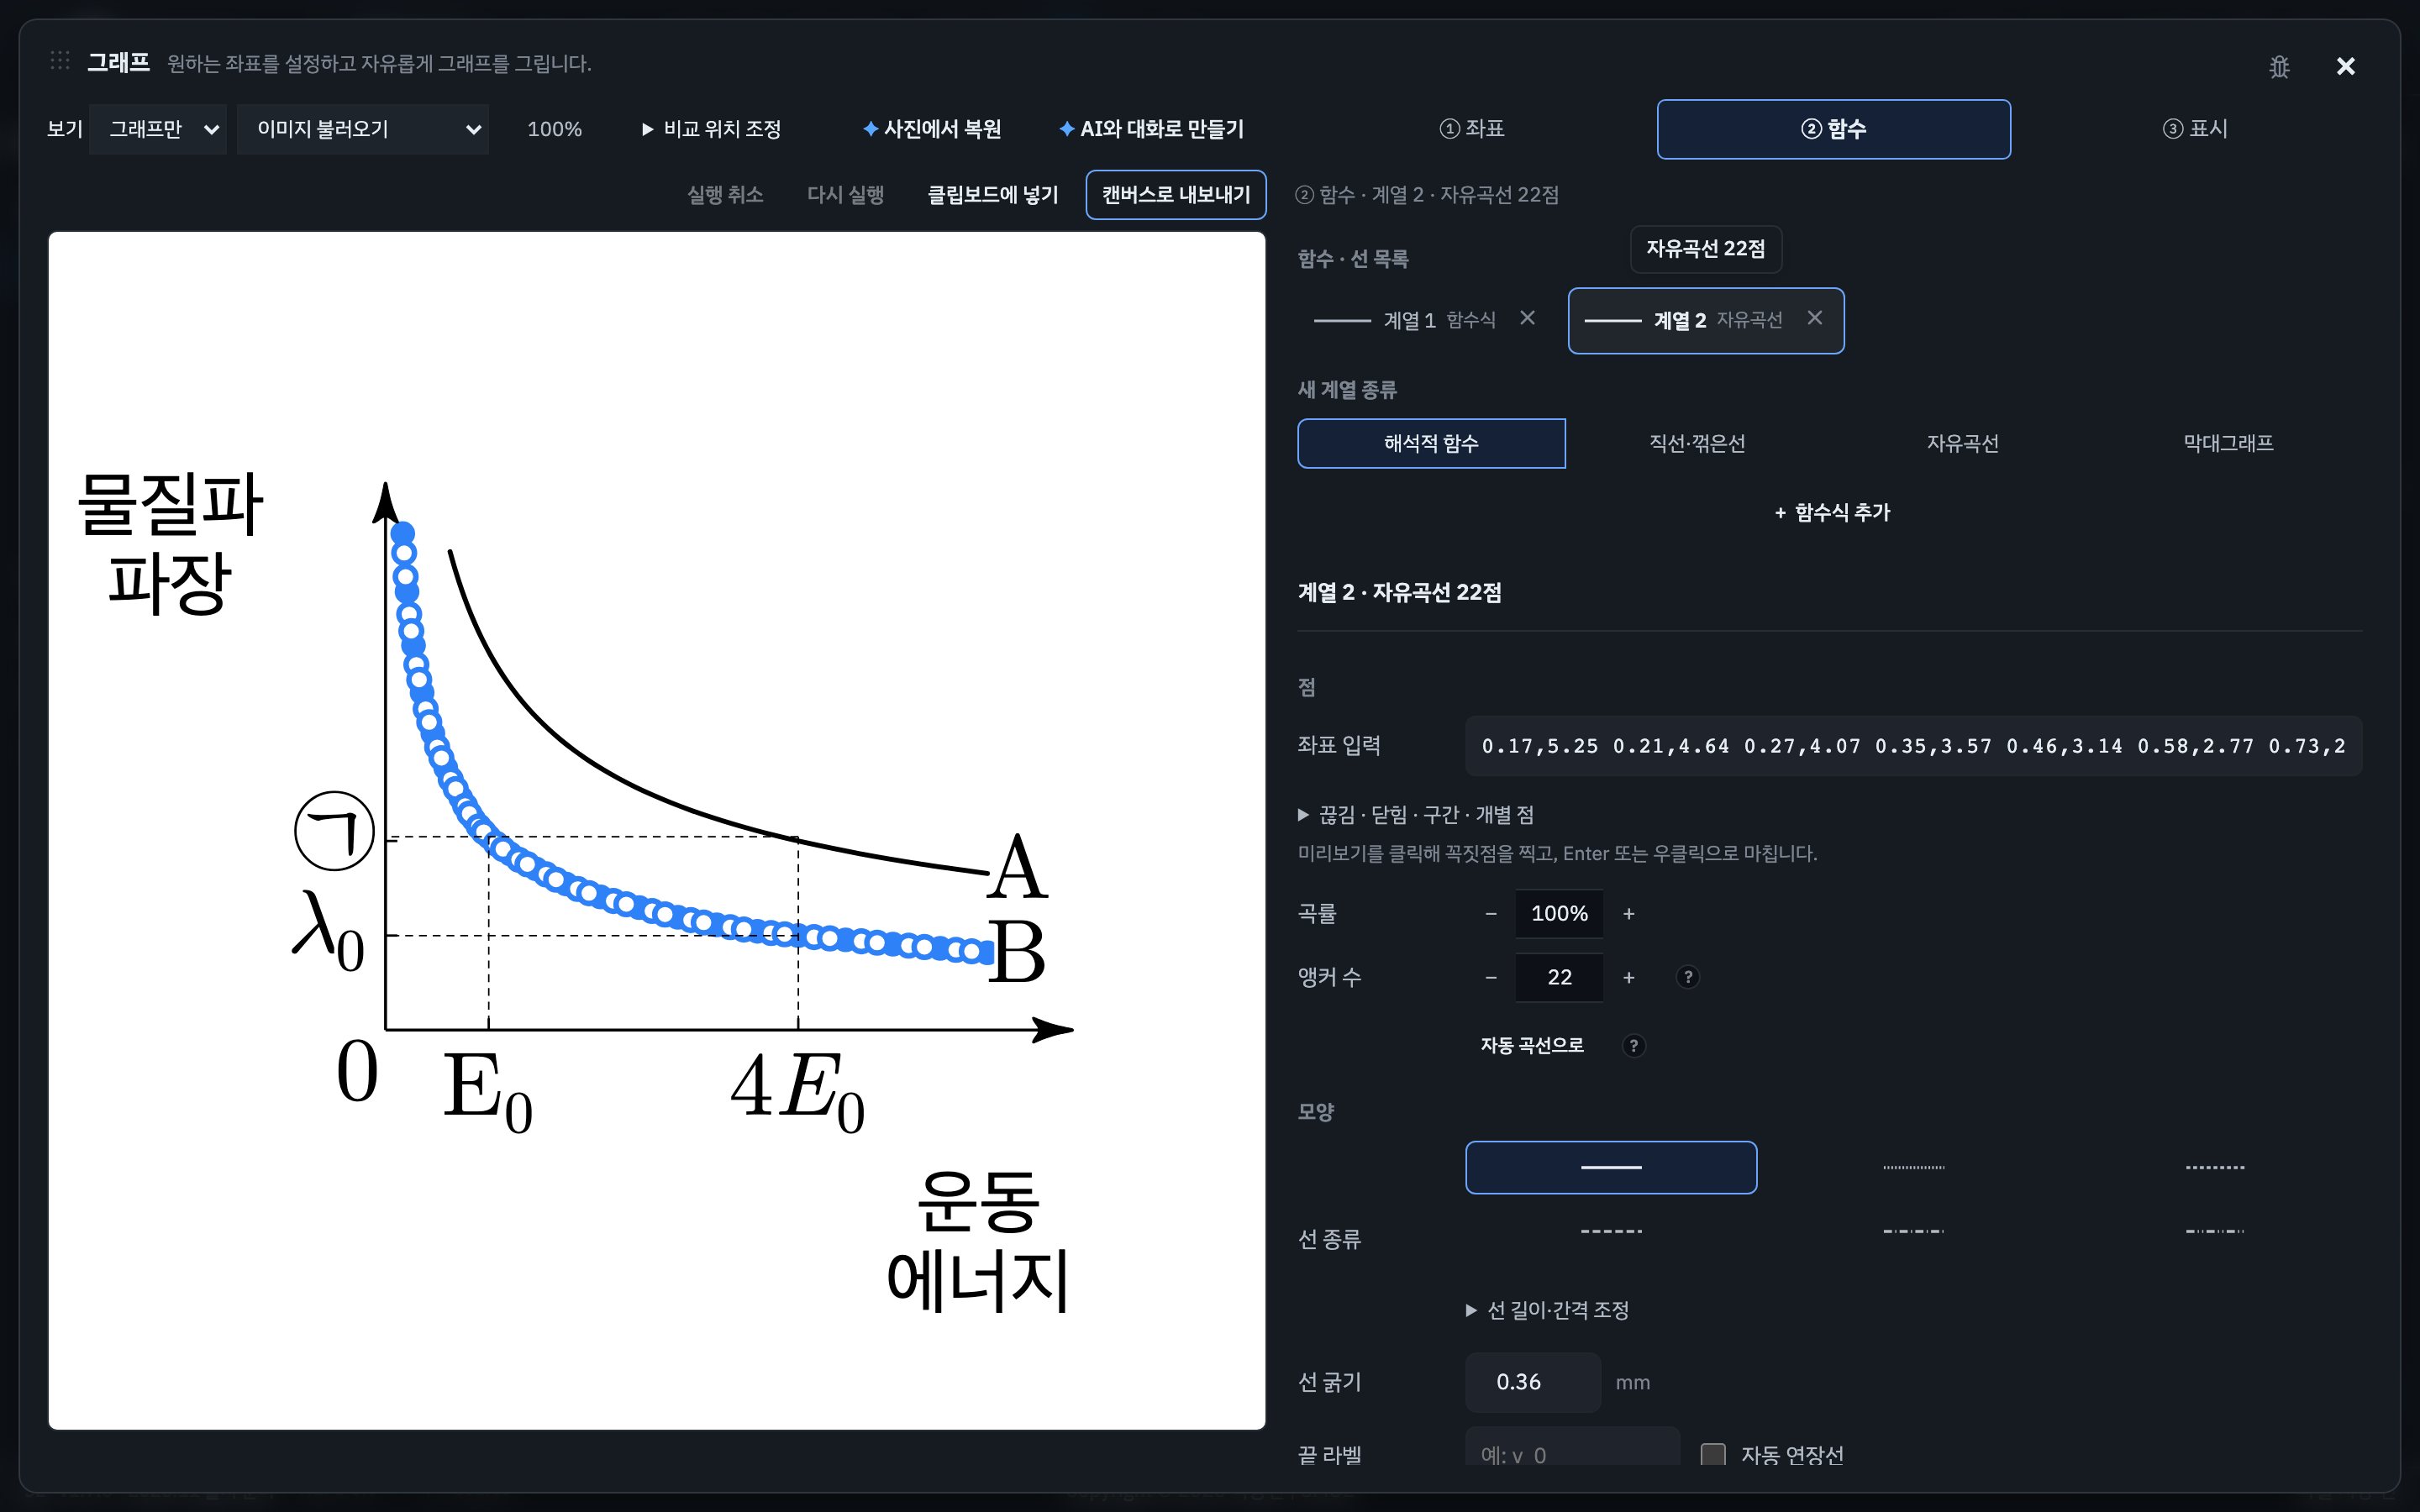 그래프 원하는 좌표를 설정하고 자유롭게 그래프를 그립니다.
보기 그래프만 이미지 불러오기 100% ▶ 비교 위치 조정 사진에서 복원 AI와 대화로 만들기
① 좌표 ② 함수 ③ 표시
실행 취소 다시 실행 클립보드에 넣기 캔버스로 내보내기
② 함수 · 계열 2 · 자유곡선 22점
물질파
파장
㉠
λ0
A
B
0 E0 4E0
운동
에너지
함수 · 선 목록
자유곡선 22점
계열 1 함수식 ×
계열 2 자유곡선 ×
새 계열 종류
해석적 함수 직선·꺾은선 자유곡선 막대그래프
+ 함수식 추가
계열 2 · 자유곡선 22점
점
좌표 입력 0.17,5.25 0.21,4.64 0.27,4.07 0.35,3.57 0.46,3.14 0.58,2.77 0.73,2
▶ 끊김 · 닫힘 · 구간 · 개별 점
미리보기를 클릭해 꼭짓점을 찍고, Enter 또는 우클릭으로 마칩니다.
곡률 − 100% +
앵커 수 − 22 + ?
자동 곡선으로 ?
모양
선 종류
▶ 선 길이·간격 조정
선 굵기 0.36 mm
끝 라벨 예: v_0 자동 연장선